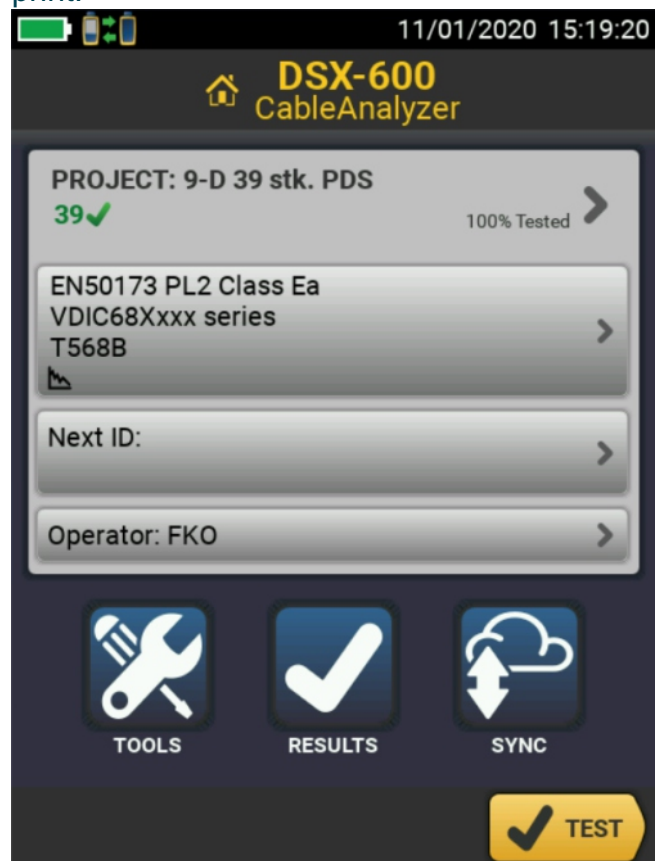 print.
11/01/2020 15:19:20
DSX-600
CableAnalyzer
PROJECT: 9-D 39 stk. PDS
39
100% Tested
EN50173 PL2 Class Ea
VDIC68Xxxx series
T568B
Next ID:
Operator: FKO
TOOLS
RESULTS
SYNC
TEST